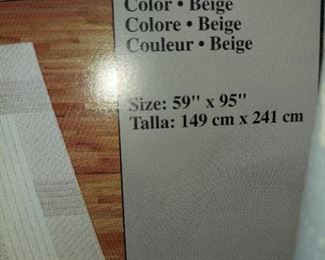 Color • Beige
Colore • Beige
Couleur • Beige
Size: 59" x 95"
Talla: 149 cm x 241 cm